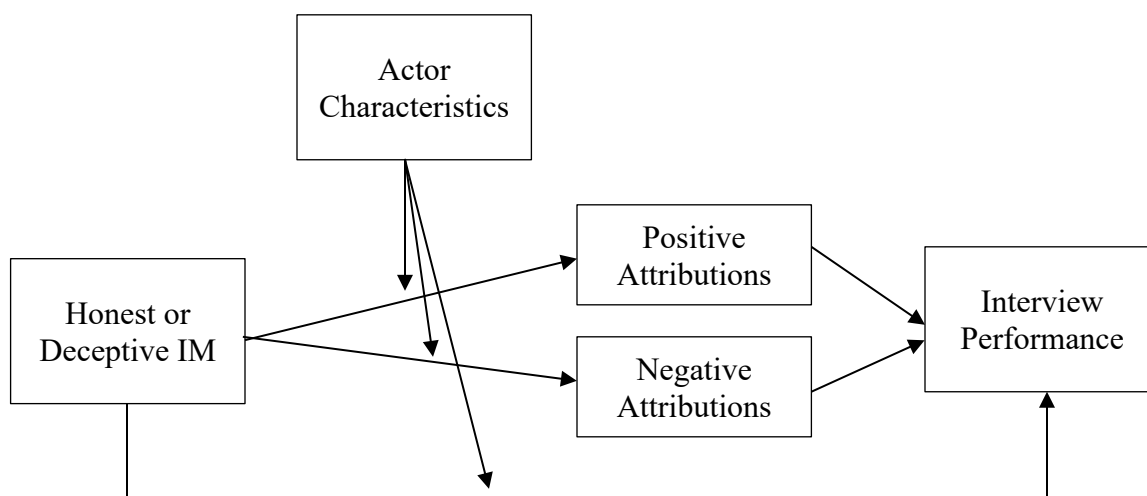 Actor
Characteristics
Positive
Attributions
Honest or
Deceptive IM
Interview
Performance
Negative
Attributions